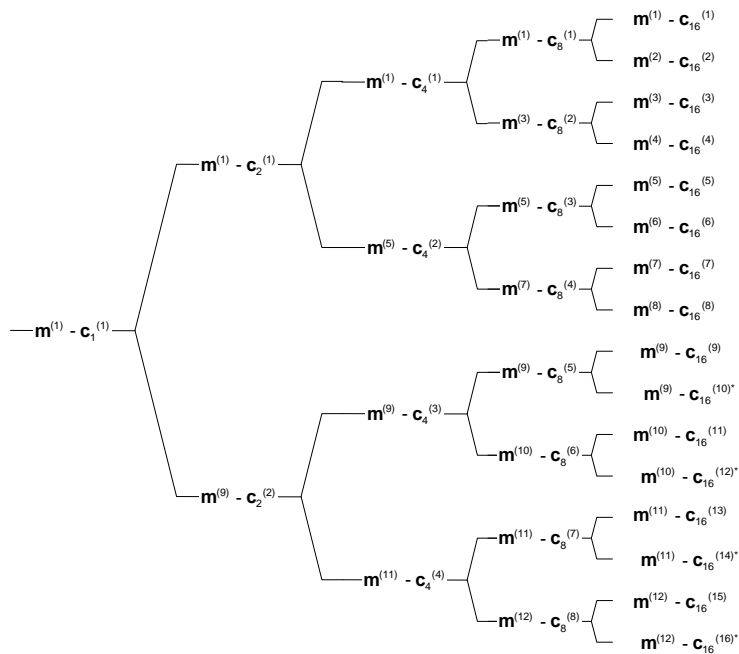 m(1) - c16(1)
m(1) - c8(1)
m(2) - c16(2)
m(1) - c4(1)
m(3) - c16(3)
m(3) - c8(2)
m(4) - c16(4)
m(1) - c2(1)
m(5) - c16(5)
m(5) - c8(3)
m(6) - c16(6)
m(5) - c4(2)
m(7) - c16(7)
m(7) - c8(4)
m(8) - c16(8)
m(1) - c1(1)
m(9) - c16(9)
m(9) - c8(5)
m(9) - c16(10)*
m(9) - c4(3)
m(10) - c16(11)
m(10) - c8(6)
m(10) - c16(12)*
m(9) - c2(2)
m(11) - c16(13)
m(11) - c8(7)
m(11) - c16(14)*
m(11) - c4(4)
m(12) - c16(15)
m(12) - c8(8)
m(12) - c16(16)*